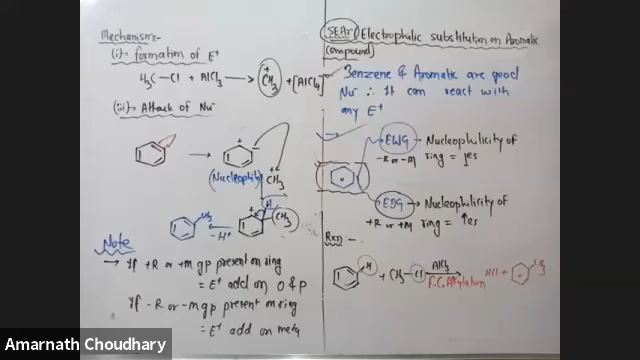 Mechanism:-
(i) formation of E+
H3C — Cl + AlCl3 → CH3+ + [AlCl4]
(ii) Attack of Nu-
(Nucleophile)
CH3+
H
CH3
CH3
-H+
Note
→ If +R or +M gp present on ring
= E+ add on O & P
If -R or -M gp present on ring
= E+ add on meta
SEAr Electrophilic substitution on Aromatic
compound)
Benzene & Aromatic are good
Nu- ∴ It can react with
any E+
EWG → Nucleophilicity of
-R or -M ring = ↓es
EDG → Nucleophilicity of
+R or +M ring = ↑es
Rxn -
H + CH3 - Cl AlCl3 → HCl + CH3
F.C. Alkylation
Amarnath Choudhary